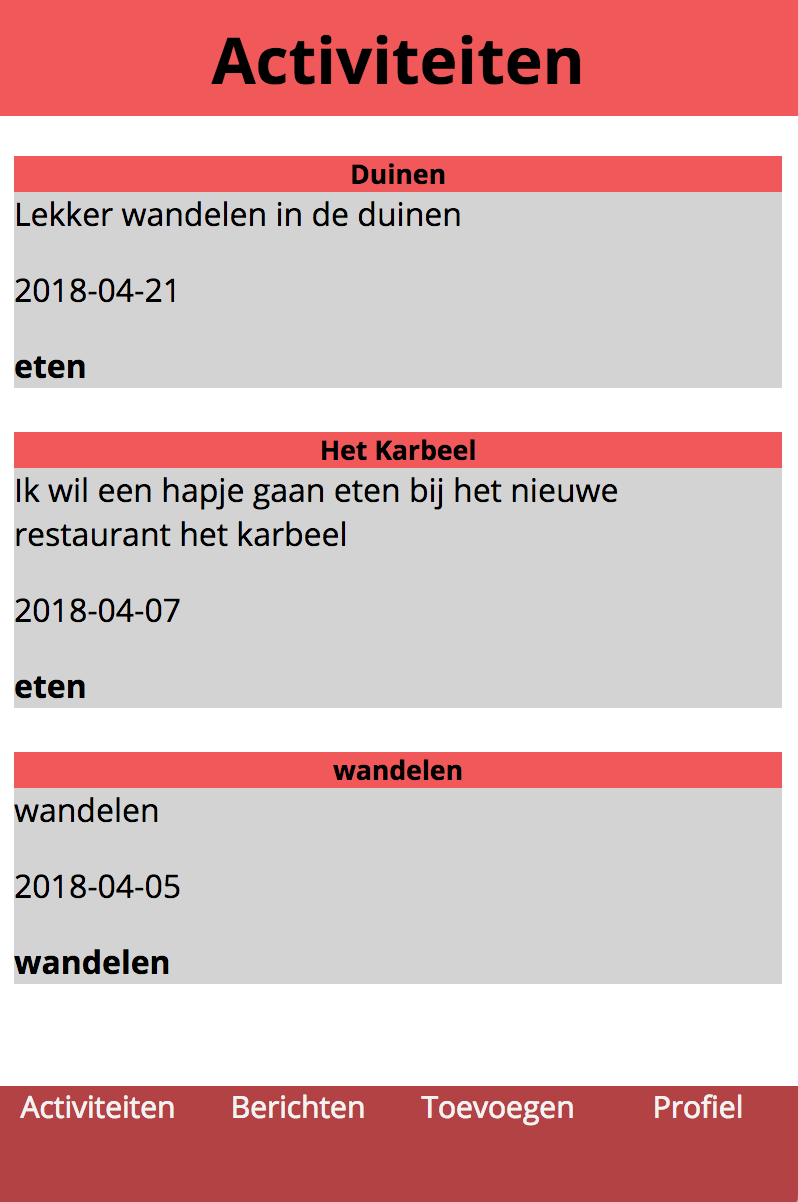 Activiteiten
Duinen
Lekker wandelen in de duinen
2018-04-21
eten
Het Karbeel
Ik wil een hapje gaan eten bij het nieuwe
restaurant het karbeel
2018-04-07
eten
wandelen
wandelen
2018-04-05
wandelen
Activiteiten Berichten Toevoegen Profiel